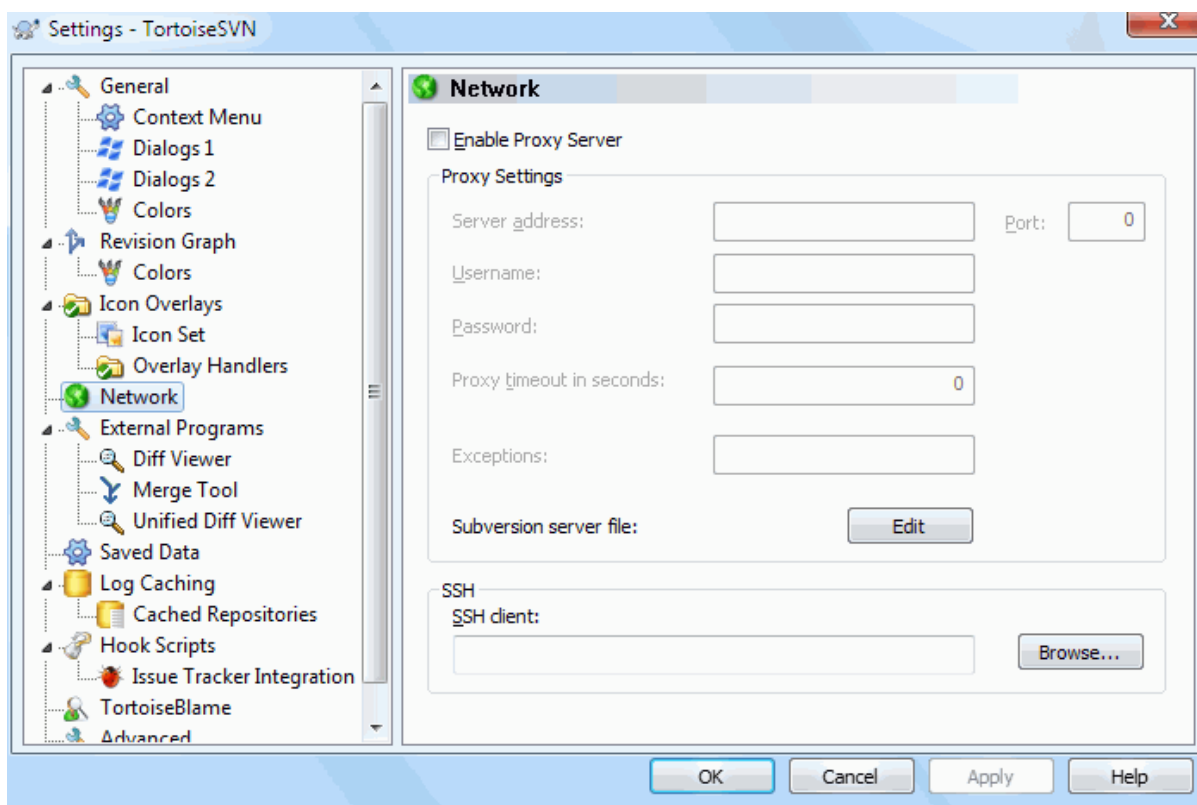 Settings - TortoiseSVN
General
Context Menu
Dialogs 1
Dialogs 2
Colors
Revision Graph
Colors
Icon Overlays
Icon Set
Overlay Handlers
Network
External Programs
Diff Viewer
Merge Tool
Unified Diff Viewer
Saved Data
Log Caching
Cached Repositories
Hook Scripts
Issue Tracker Integration
TortoiseBlame
Advanced
Network
Enable Proxy Server
Proxy Settings
Server address:
Port: 0
Username:
Password:
Proxy timeout in seconds: 0
Exceptions:
Subversion server file: Edit
SSH
SSH client:
Browse...
OK Cancel Apply Help